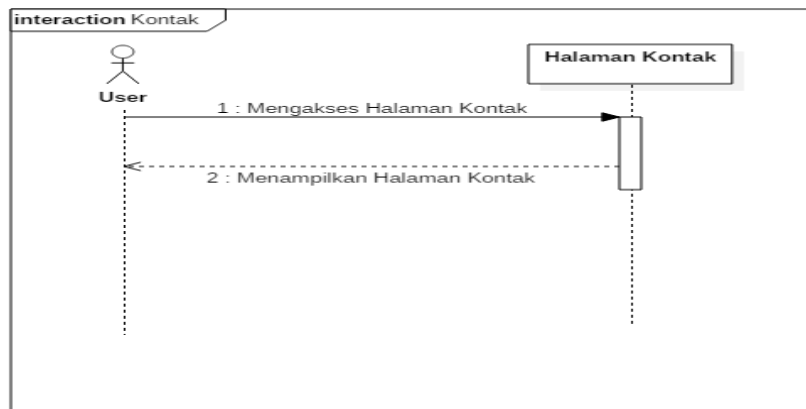 interaction Kontak
Halaman Kontak
User
1 : Mengakses Halaman Kontak
2 : Menampilkan Halaman Kontak